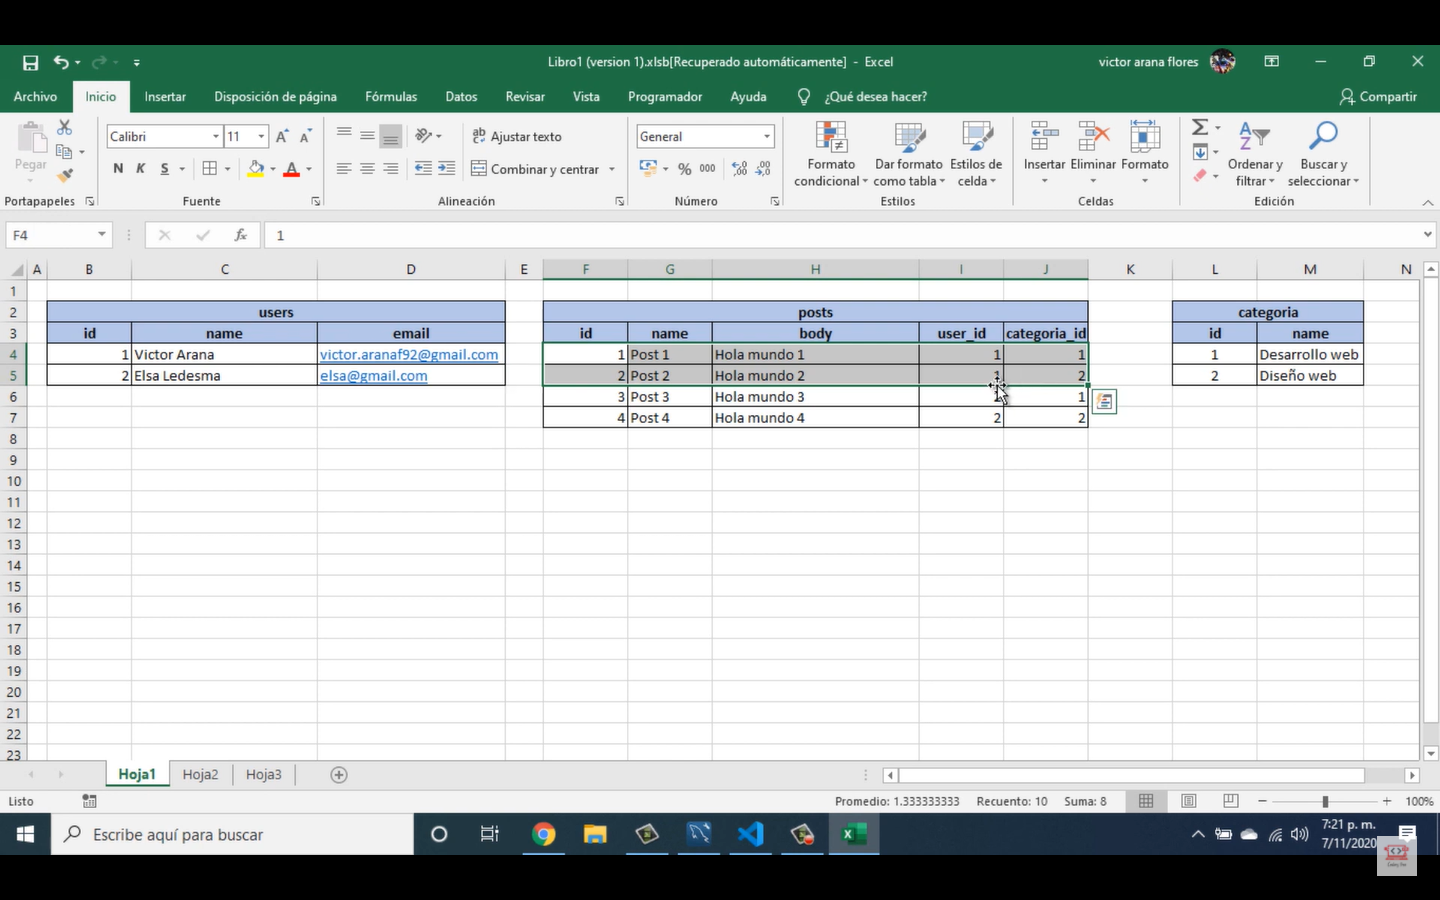 Libro1 (version 1).xlsb[Recuperado automáticamente] - Excel
victor arana flores
Archivo Inicio Insertar Disposición de página Fórmulas Datos Revisar Vista Programador Ayuda ¿Qué desea hacer? Compartir
Pegar
Calibri 11
Ajustar texto
General
N K S
Combinar y centrar
% 000
Formato condicional
Dar formato como tabla
Estilos de celda
Insertar Eliminar Formato
Ordenar y filtrar
Buscar y seleccionar
Portapapeles Fuente Alineación Número Estilos Celdas Edición
F4 fx 1
A B C D E F G H I J K L M N
1
2 users posts categoria
3 id name email id name body user_id categoria_id id name
4 1 Victor Arana victor.aranaf92@gmail.com 1 Post 1 Hola mundo 1 1 1 1 Desarrollo web
5 2 Elsa Ledesma elsa@gmail.com 2 Post 2 Hola mundo 2 1 2 2 Diseño web
6 3 Post 3 Hola mundo 3 1
7 4 Post 4 Hola mundo 4 2 2
8
9
10
11
12
13
14
15
16
17
18
19
20
21
22
23
Hoja1 Hoja2 Hoja3
Listo Promedio: 1.333333333 Recuento: 10 Suma: 8 100%
Escribe aquí para buscar
7:21 p. m.
7/11/2020